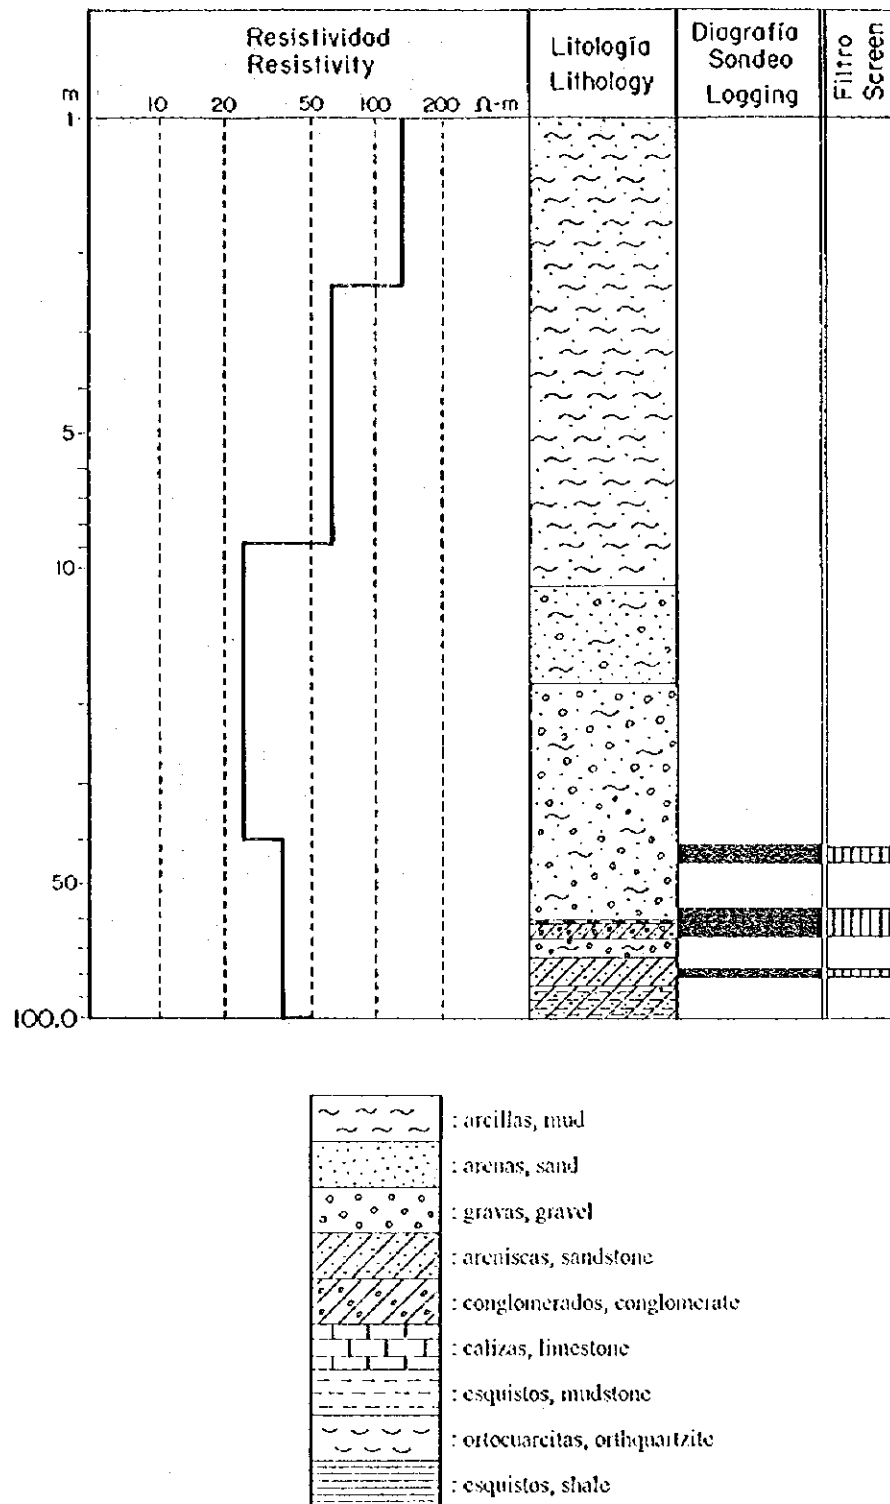 Resistividad
Resistivity
Litología
Lithology
Diagrafía
Sondeo
Logging
Filtro
Screen
m 10 20 50 100 200 Ω-m
1
5
10
50
100.0
: arcillas, mud
: arenas, sand
: gravas, gravel
: areniscas, sandstone
: conglomerados, conglomerate
: calizas, limestone
: esquistos, mudstone
: ortocuarcitas, orthquartzite
: esquistos, shale